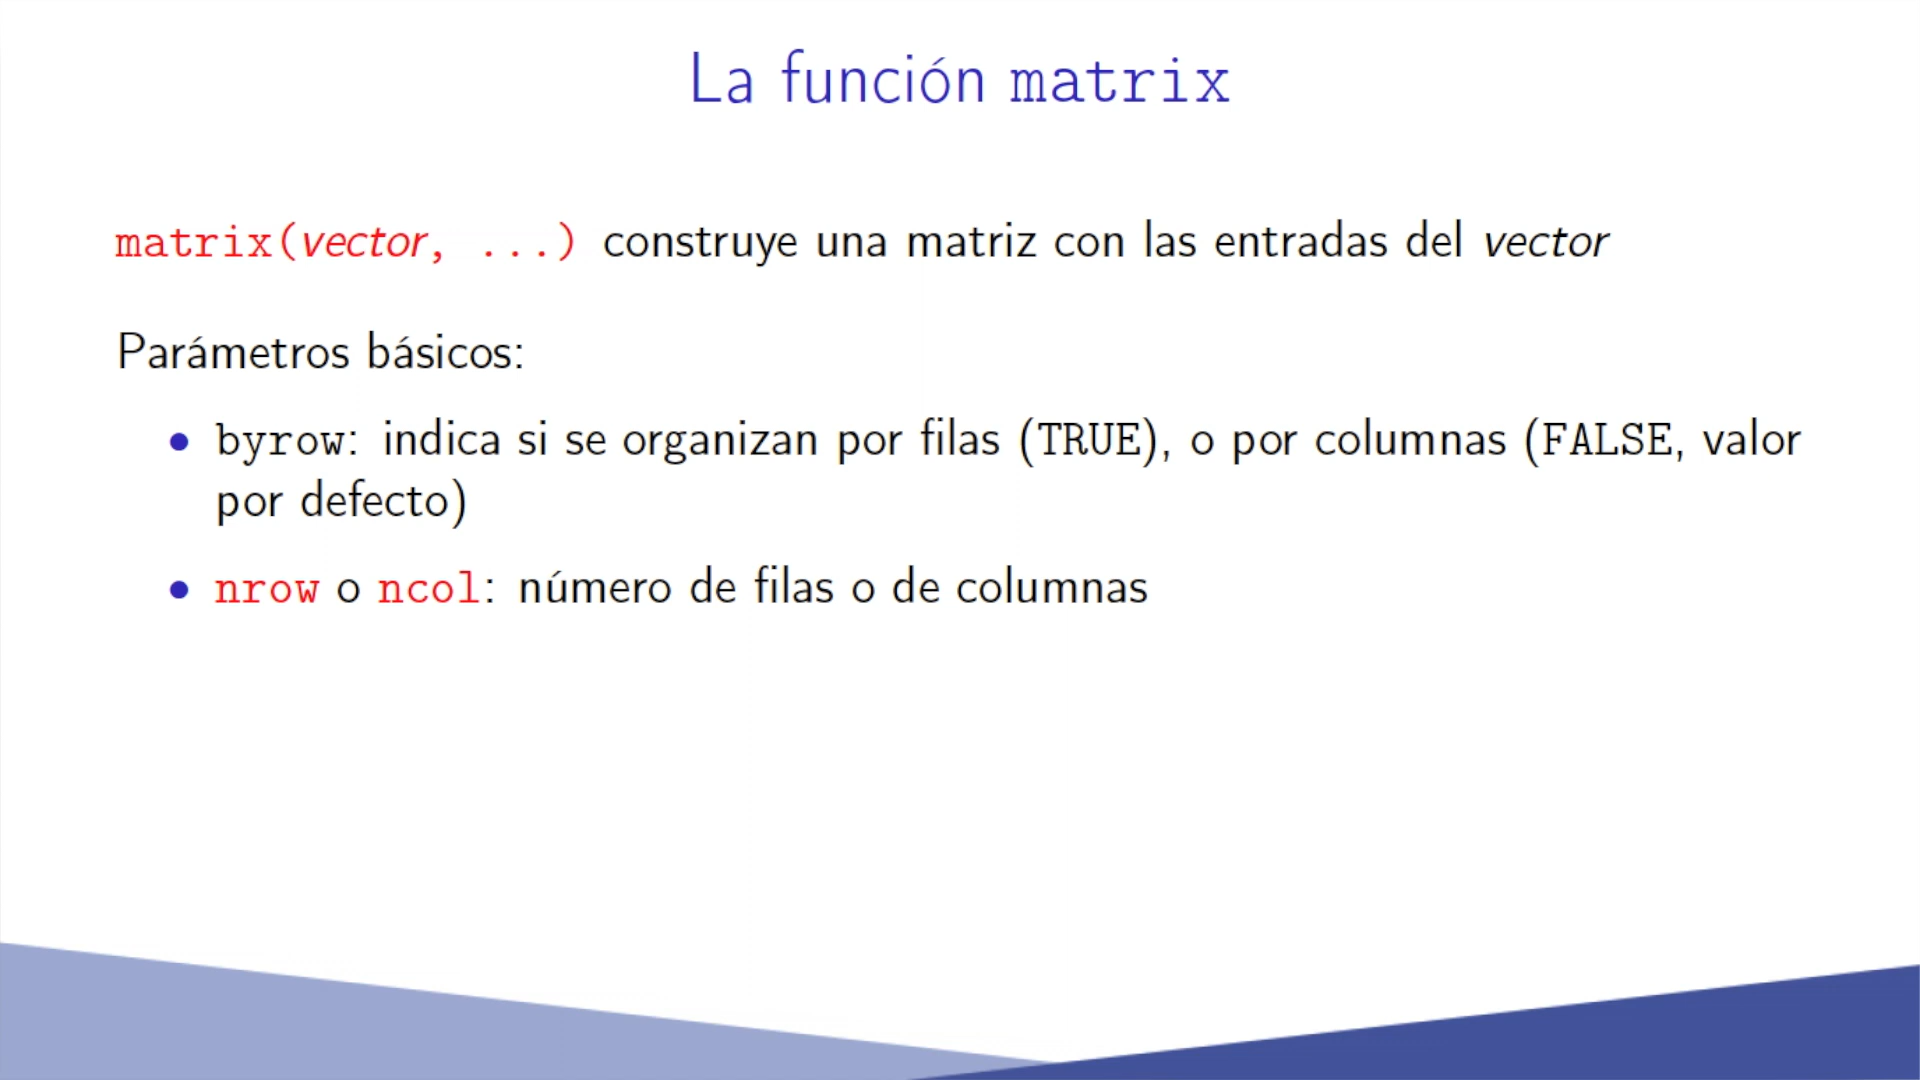 La función matrix
matrix(vector, ...) construye una matriz con las entradas del vector
Parámetros básicos:
• byrow: indica si se organizan por filas (TRUE), o por columnas (FALSE, valor
por defecto)
• nrow o ncol: número de filas o de columnas